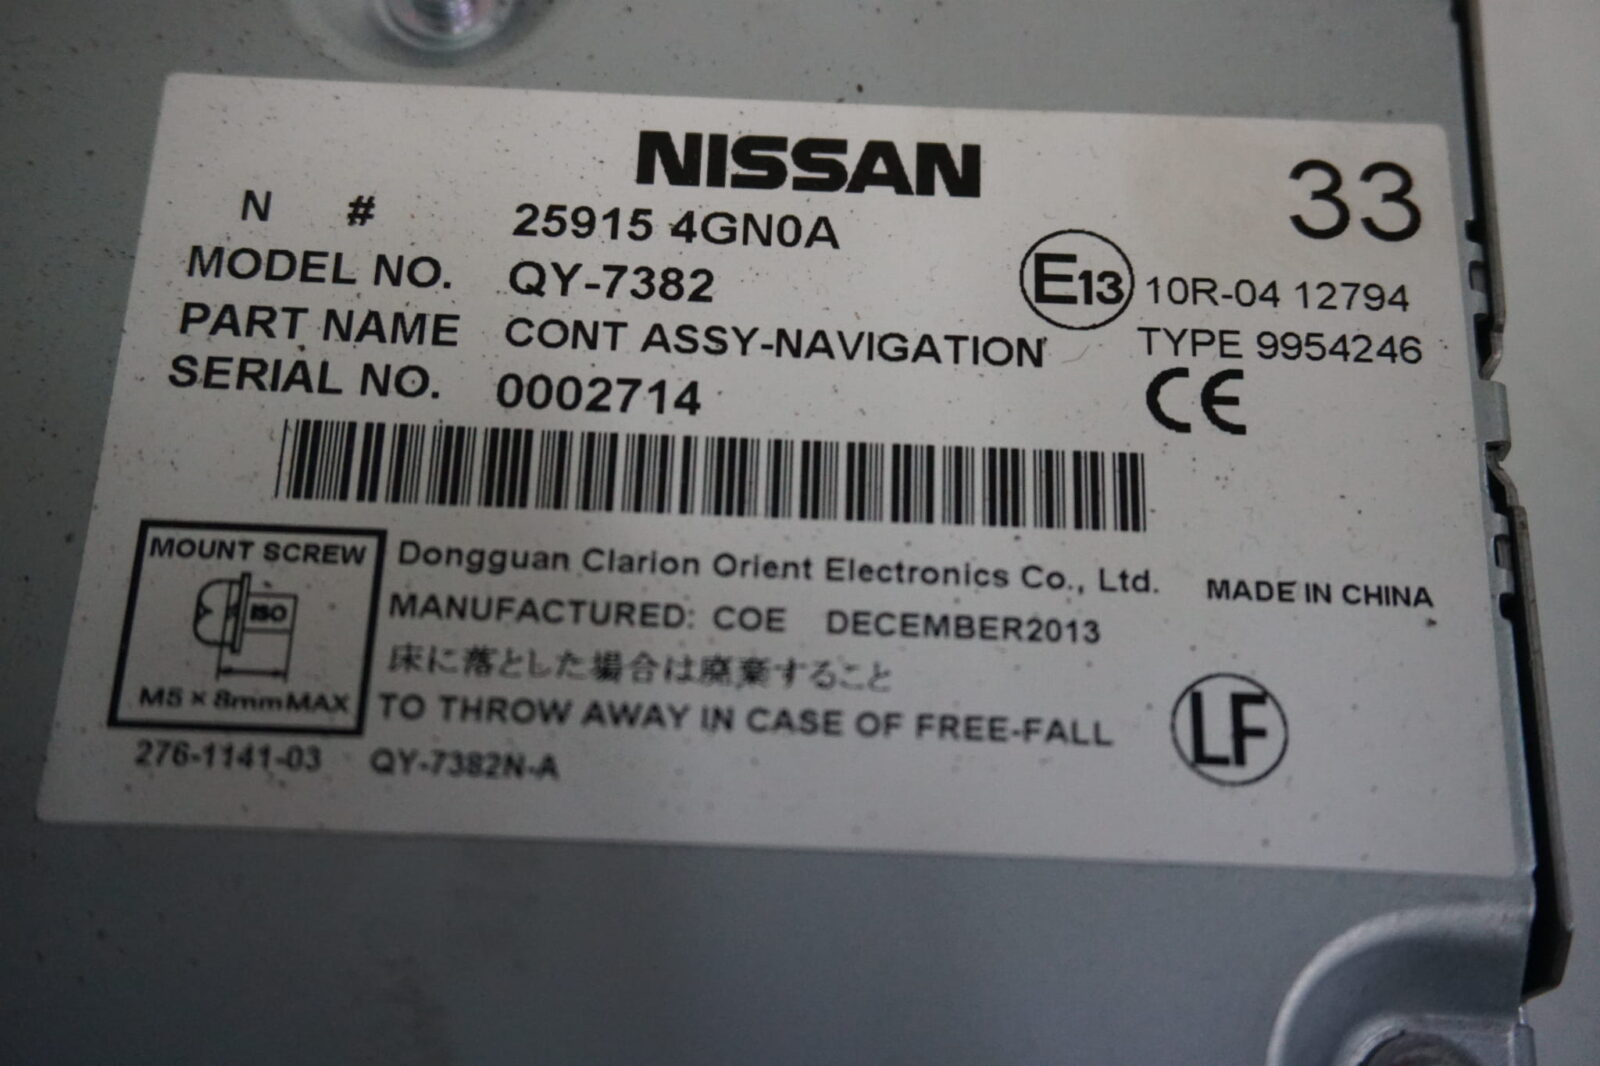 NISSAN
33
N # 25915 4GN0A
MODEL NO. QY-7382
E13 10R-04 12794
PART NAME CONT ASSY-NAVIGATION
TYPE 9954246
SERIAL NO. 0002714
CE
MOUNT SCREW
ISO
M5 × 8mmMAX
Dongguan Clarion Orient Electronics Co., Ltd.
MADE IN CHINA
MANUFACTURED: COE DECEMBER2013
床に落とした場合は廃棄すること
TO THROW AWAY IN CASE OF FREE-FALL
LF
276-1141-03 QY-7382N-A